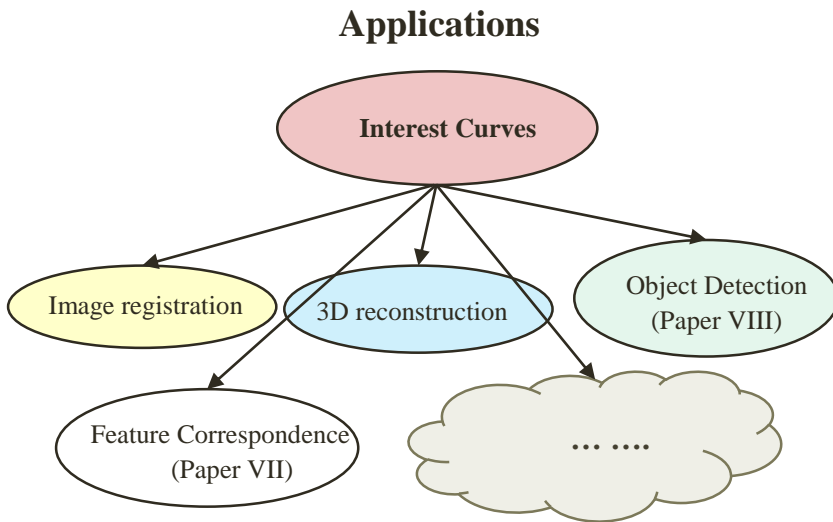 Applications
Interest Curves
Image registration
3D reconstruction
Object Detection
(Paper VIII)
Feature Correspondence
(Paper VII)
... ....